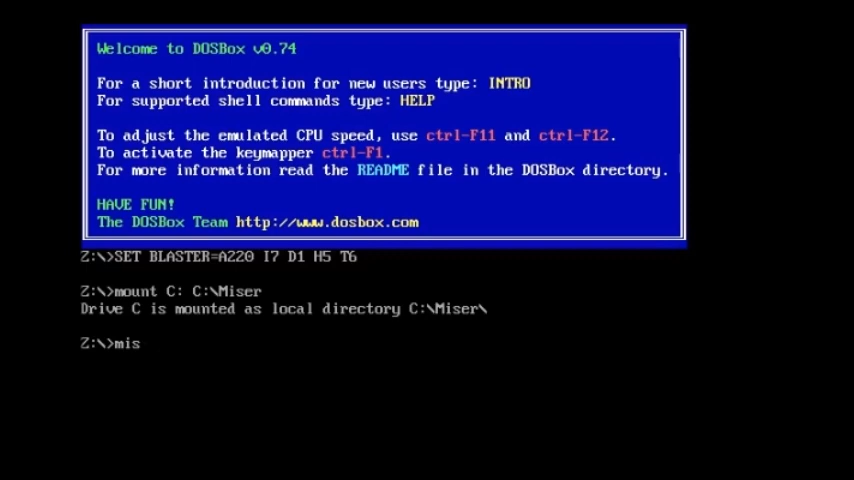 Welcome to DOSBox v0.74
For a short introduction for new users type: INTRO
For supported shell commands type: HELP
To adjust the emulated CPU speed, use ctrl-F11 and ctrl-F12.
To activate the keymapper ctrl-F1.
For more information read the README file in the DOSBox directory.
HAVE FUN!
The DOSBox Team http://www.dosbox.com
Z:\>SET BLASTER=A220 I7 D1 H5 T6
Z:\>mount C: C:\Miser
Drive C is mounted as local directory C:\Miser\
Z:\>mis